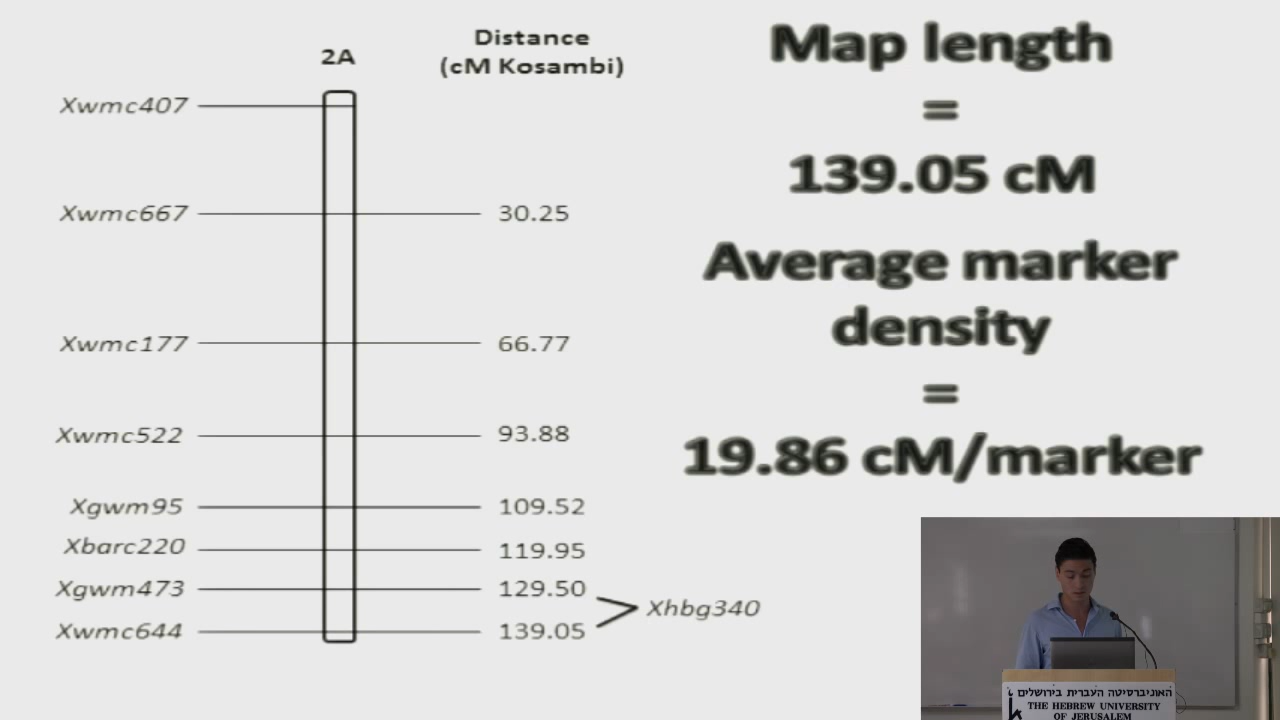 2A
Distance
(cM Kosambi)
Xwmc407
Xwmc667 30.25
Xwmc177 66.77
Xwmc522 93.88
Xgwm95 109.52
Xbarc220 119.95
Xgwm473 129.50
Xwmc644 139.05
Xhbg340
Map length
=
139.05 cM
Average marker
density
=
19.86 cM/marker
האוניברסיטה העברית בירושלים
THE HEBREW UNIVERSITY
OF JERUSALEM